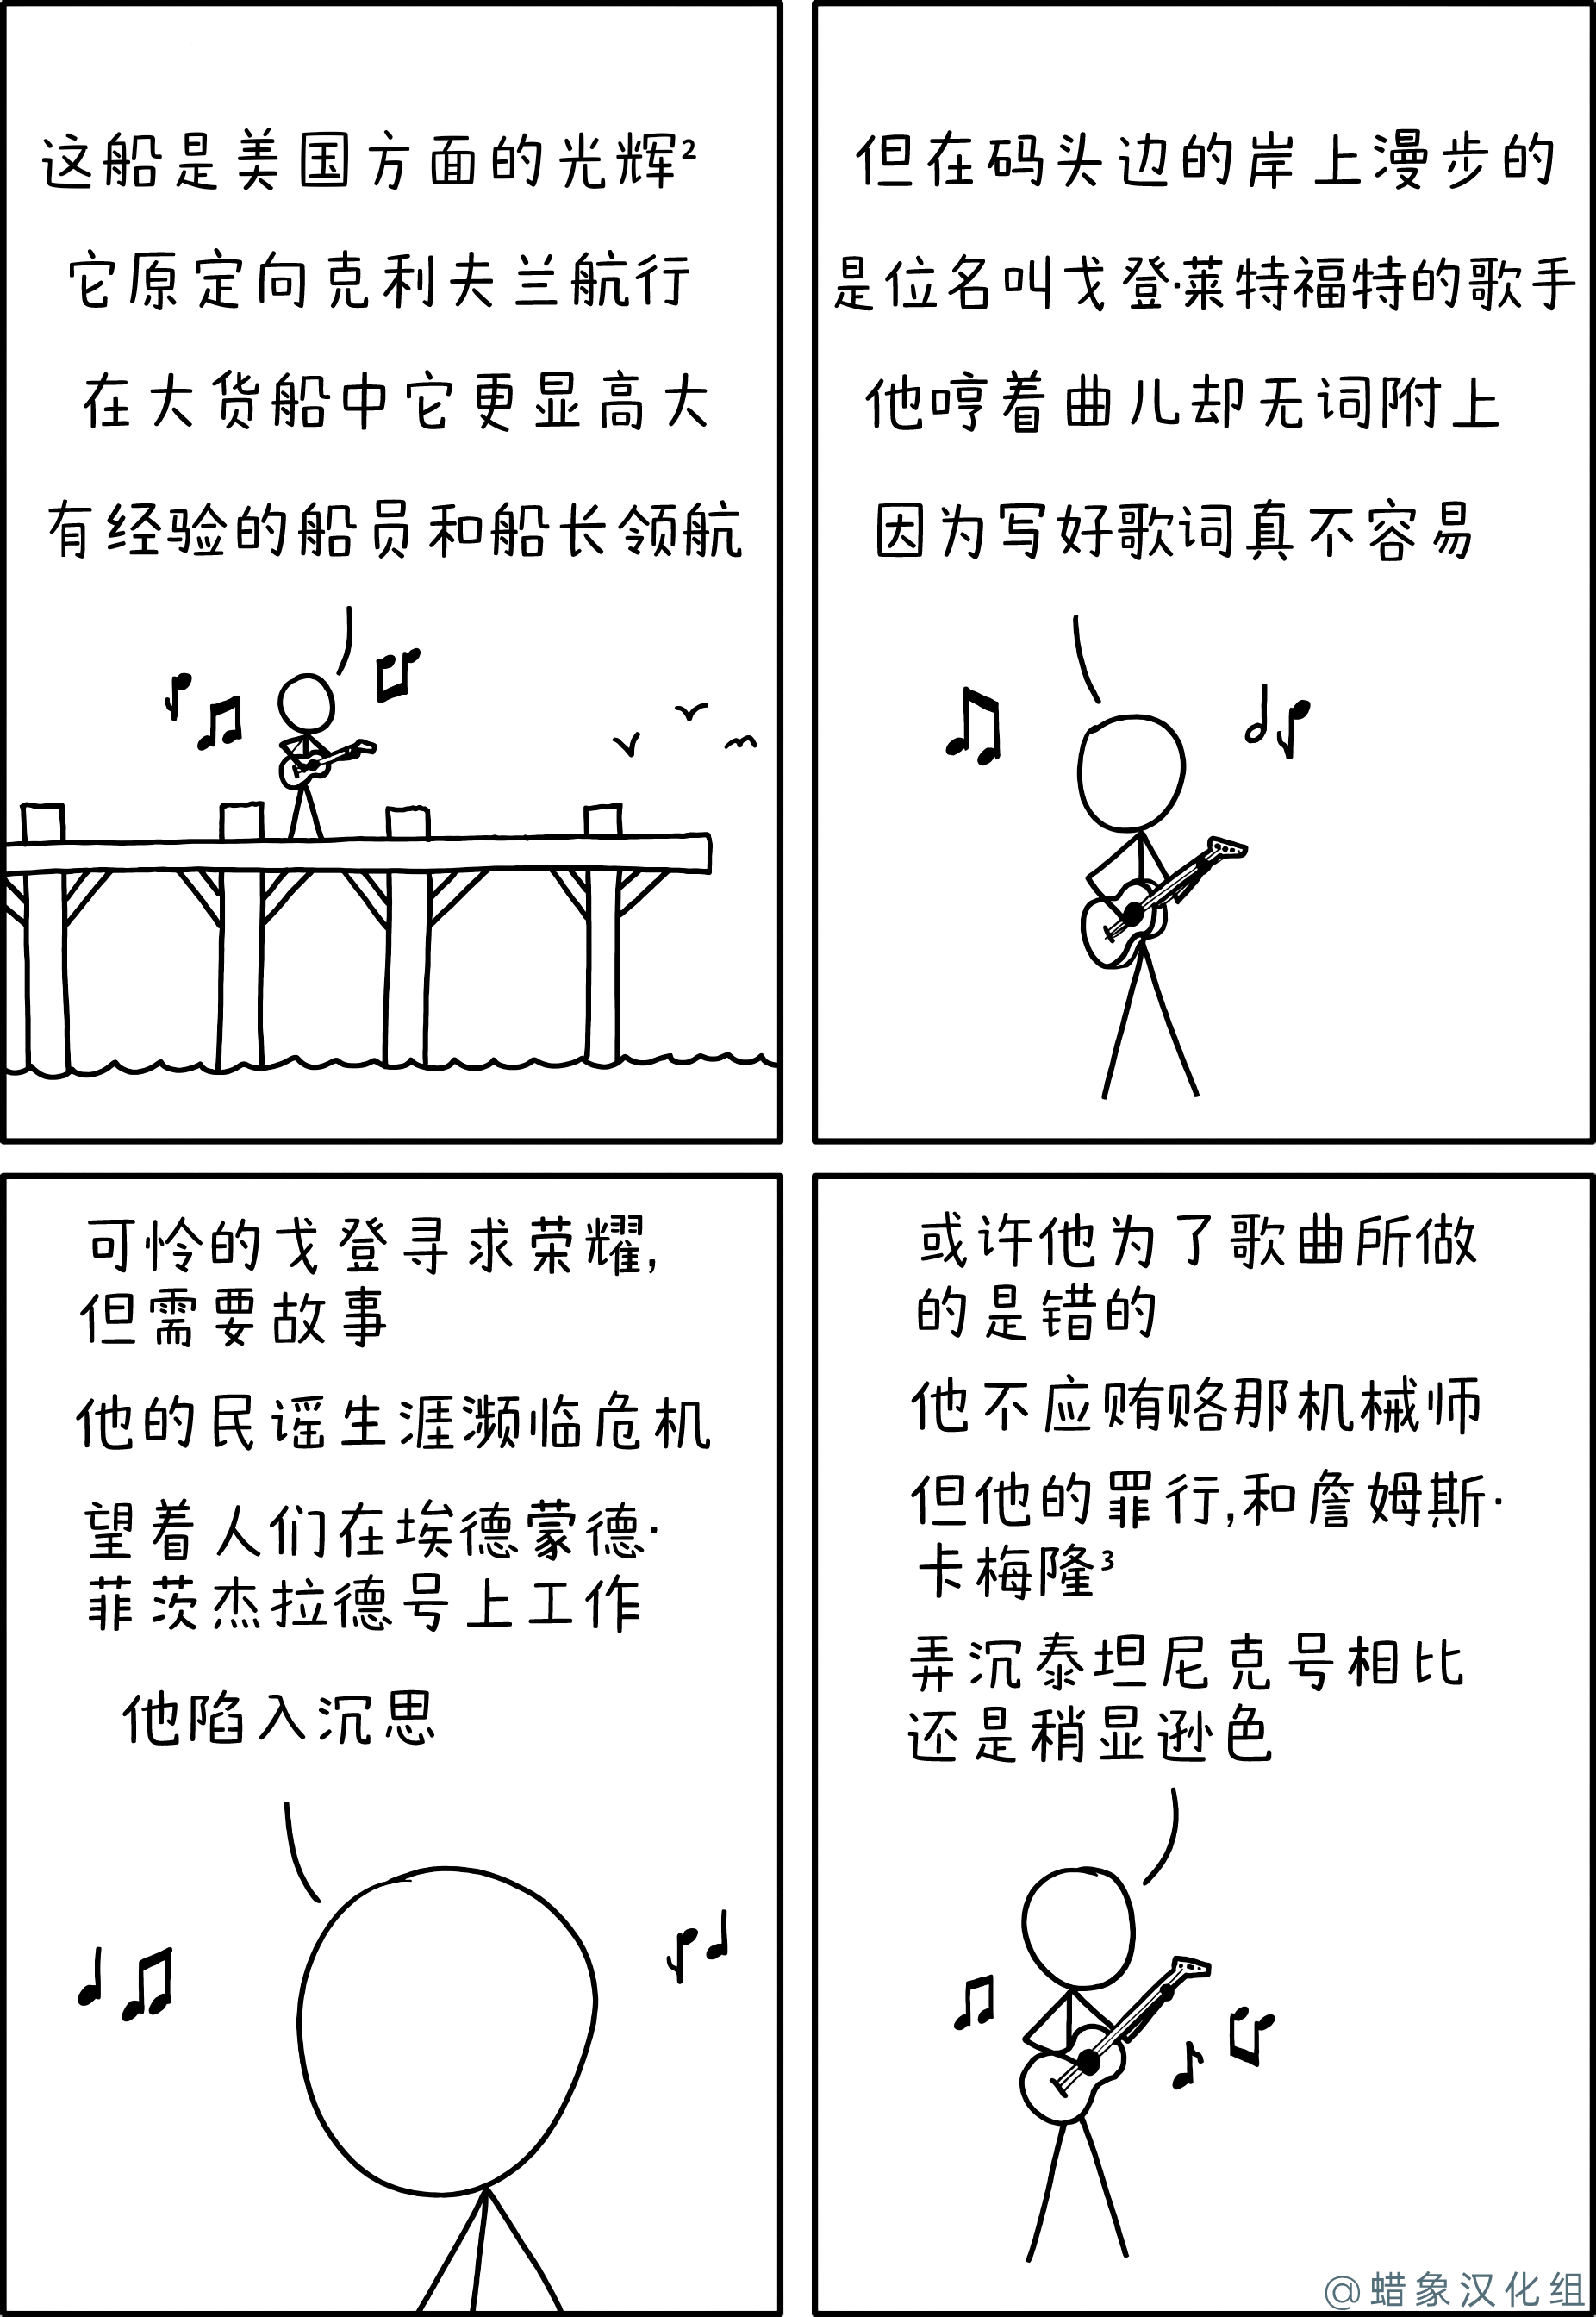 这船是美国方面的光辉²
它原定向克利夫兰航行
在大货船中它更显高大
有经验的船员和船长领航
但在码头边的岸上漫步的
是位名叫戈登·莱特福特的歌手
他哼着曲儿却无词附上
因为写好歌词真不容易
可怜的戈登寻求荣耀,
但需要故事
他的民谣生涯濒临危机
望着人们在埃德蒙德·
菲茨杰拉德号上工作
他陷入沉思
或许他为了歌曲所做
的是错的
他不应贿赂那机械师
但他的罪行,和詹姆斯·
卡梅隆³
弄沉泰坦尼克号相比
还是稍显逊色
@蜡象汉化组